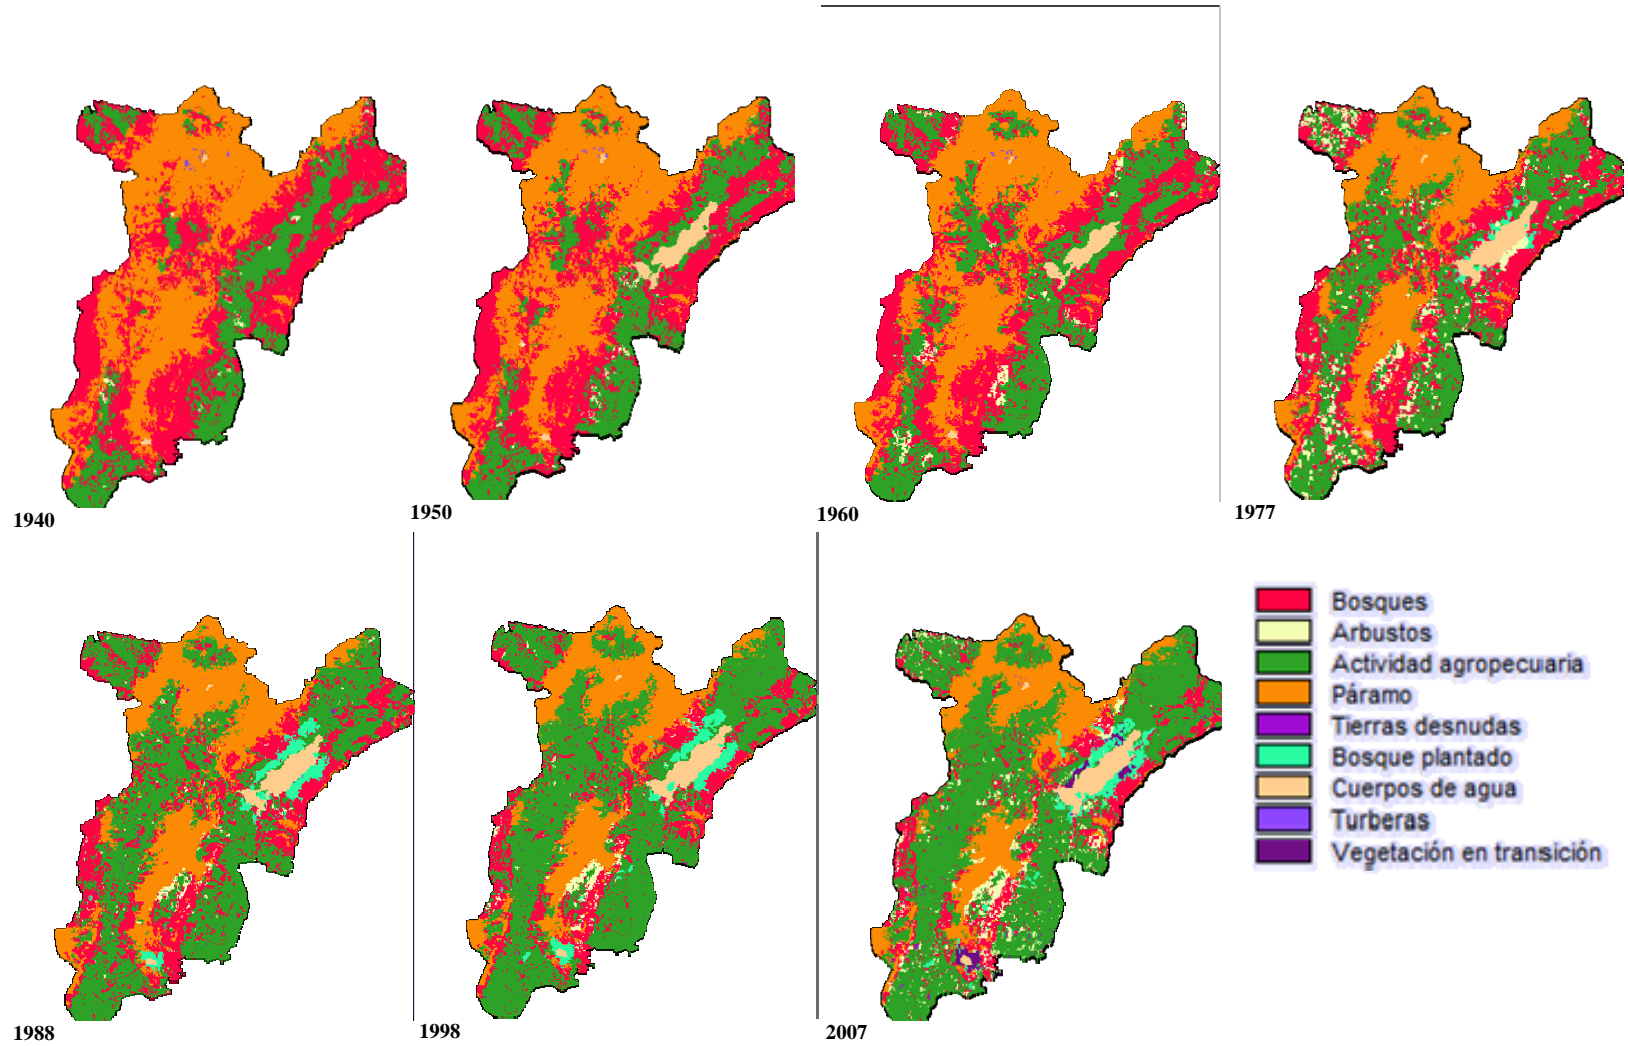 1940
1950
1960
1977
1988
1998
2007
Bosques
Arbustos
Actividad agropecuaria
Páramo
Tierras desnudas
Bosque plantado
Cuerpos de agua
Turberas
Vegetación en transición